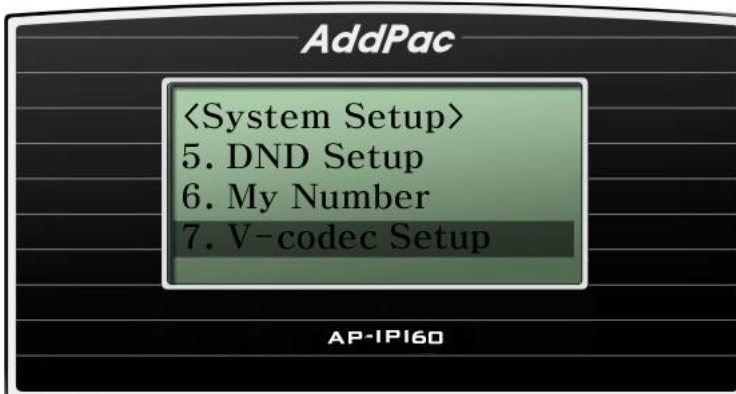 AddPac
<System Setup>
5. DND Setup
6. My Number
7. V-codec Setup
AP-IP160